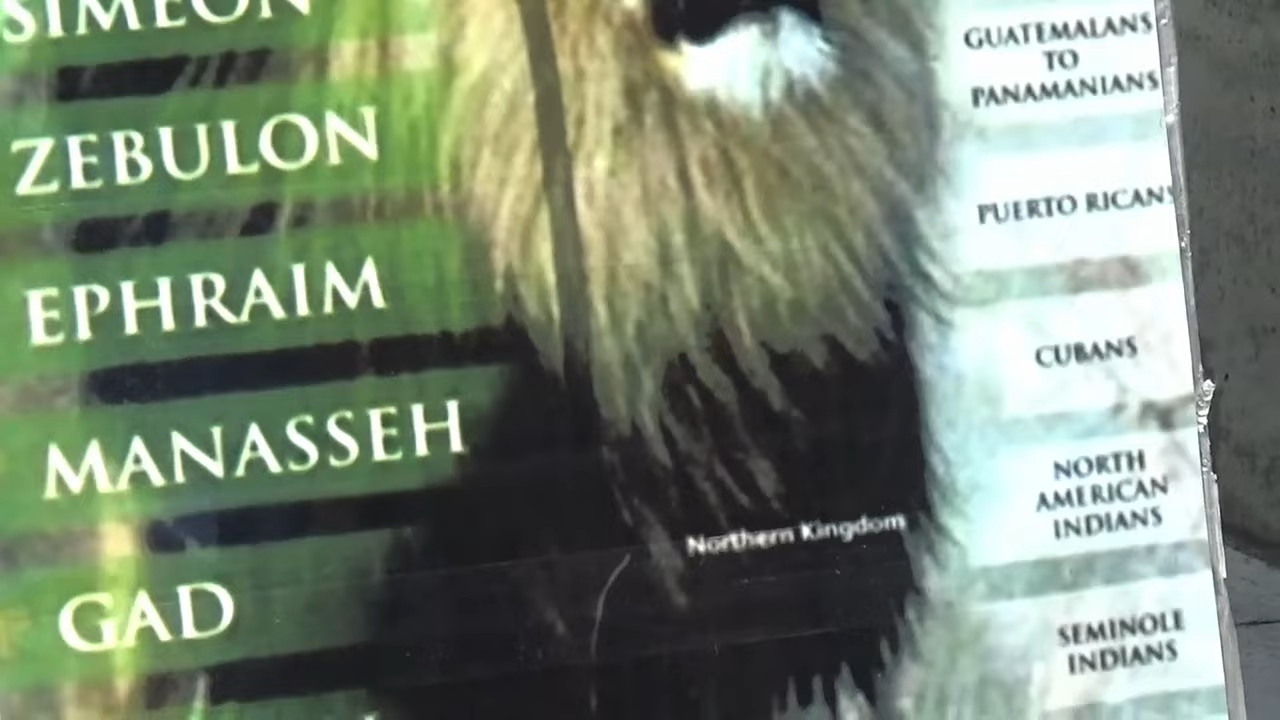 SIMEON
GUATEMALANS
TO
PANAMANIANS
ZEBULON
PUERTO RICANS
EPHRAIM
CUBANS
MANASSEH
NORTH
AMERICAN
INDIANS
Northern Kingdom
GAD
SEMINOLE
INDIANS